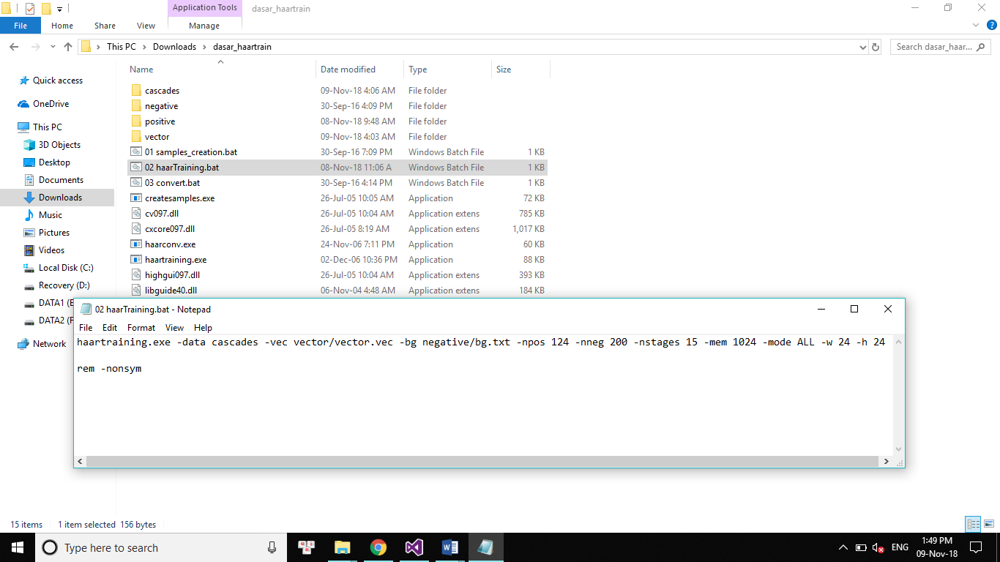 Application Tools dasar_haartrain
File Home Share View Manage
This PC Downloads dasar_haartrain Search dasar_haar...
Name Date modified Type Size
Quick access
OneDrive
This PC
3D Objects
Desktop
Documents
Downloads
Music
Pictures
Videos
Local Disk (C:)
Recovery (D:)
DATA1 (E
DATA2 (F
Network
cascades 09-Nov-18 4:06 AM File folder
negative 30-Sep-16 4:09 PM File folder
positive 08-Nov-18 9:48 AM File folder
vector 09-Nov-18 4:03 AM File folder
01 samples_creation.bat 30-Sep-16 7:09 PM Windows Batch File 1 KB
02 haarTraining.bat 08-Nov-18 11:06 A Windows Batch File 1 KB
03 convert.bat 30-Sep-16 4:14 PM Windows Batch File 1 KB
createsamples.exe 26-Jul-05 10:05 AM Application 72 KB
cv097.dll 26-Jul-05 10:04 AM Application extens 785 KB
cxcore097.dll 26-Jul-05 8:19 AM Application extens 1,017 KB
haarconv.exe 24-Nov-06 7:11 PM Application 60 KB
haartraining.exe 02-Dec-06 10:36 PM Application 88 KB
highgui097.dll 26-Jul-05 10:04 AM Application extens 393 KB
libguide40.dll 06-Nov-04 4:48 AM Application extens 184 KB
02 haarTraining.bat - Notepad
File Edit Format View Help
haartraining.exe -data cascades -vec vector/vector.vec -bg negative/bg.txt -npos 124 -nneg 200 -nstages 15 -mem 1024 -mode ALL -w 24 -h 24
rem -nonsym
15 items 1 item selected 156 bytes
Type here to search
ENG
1:49 PM
09-Nov-18